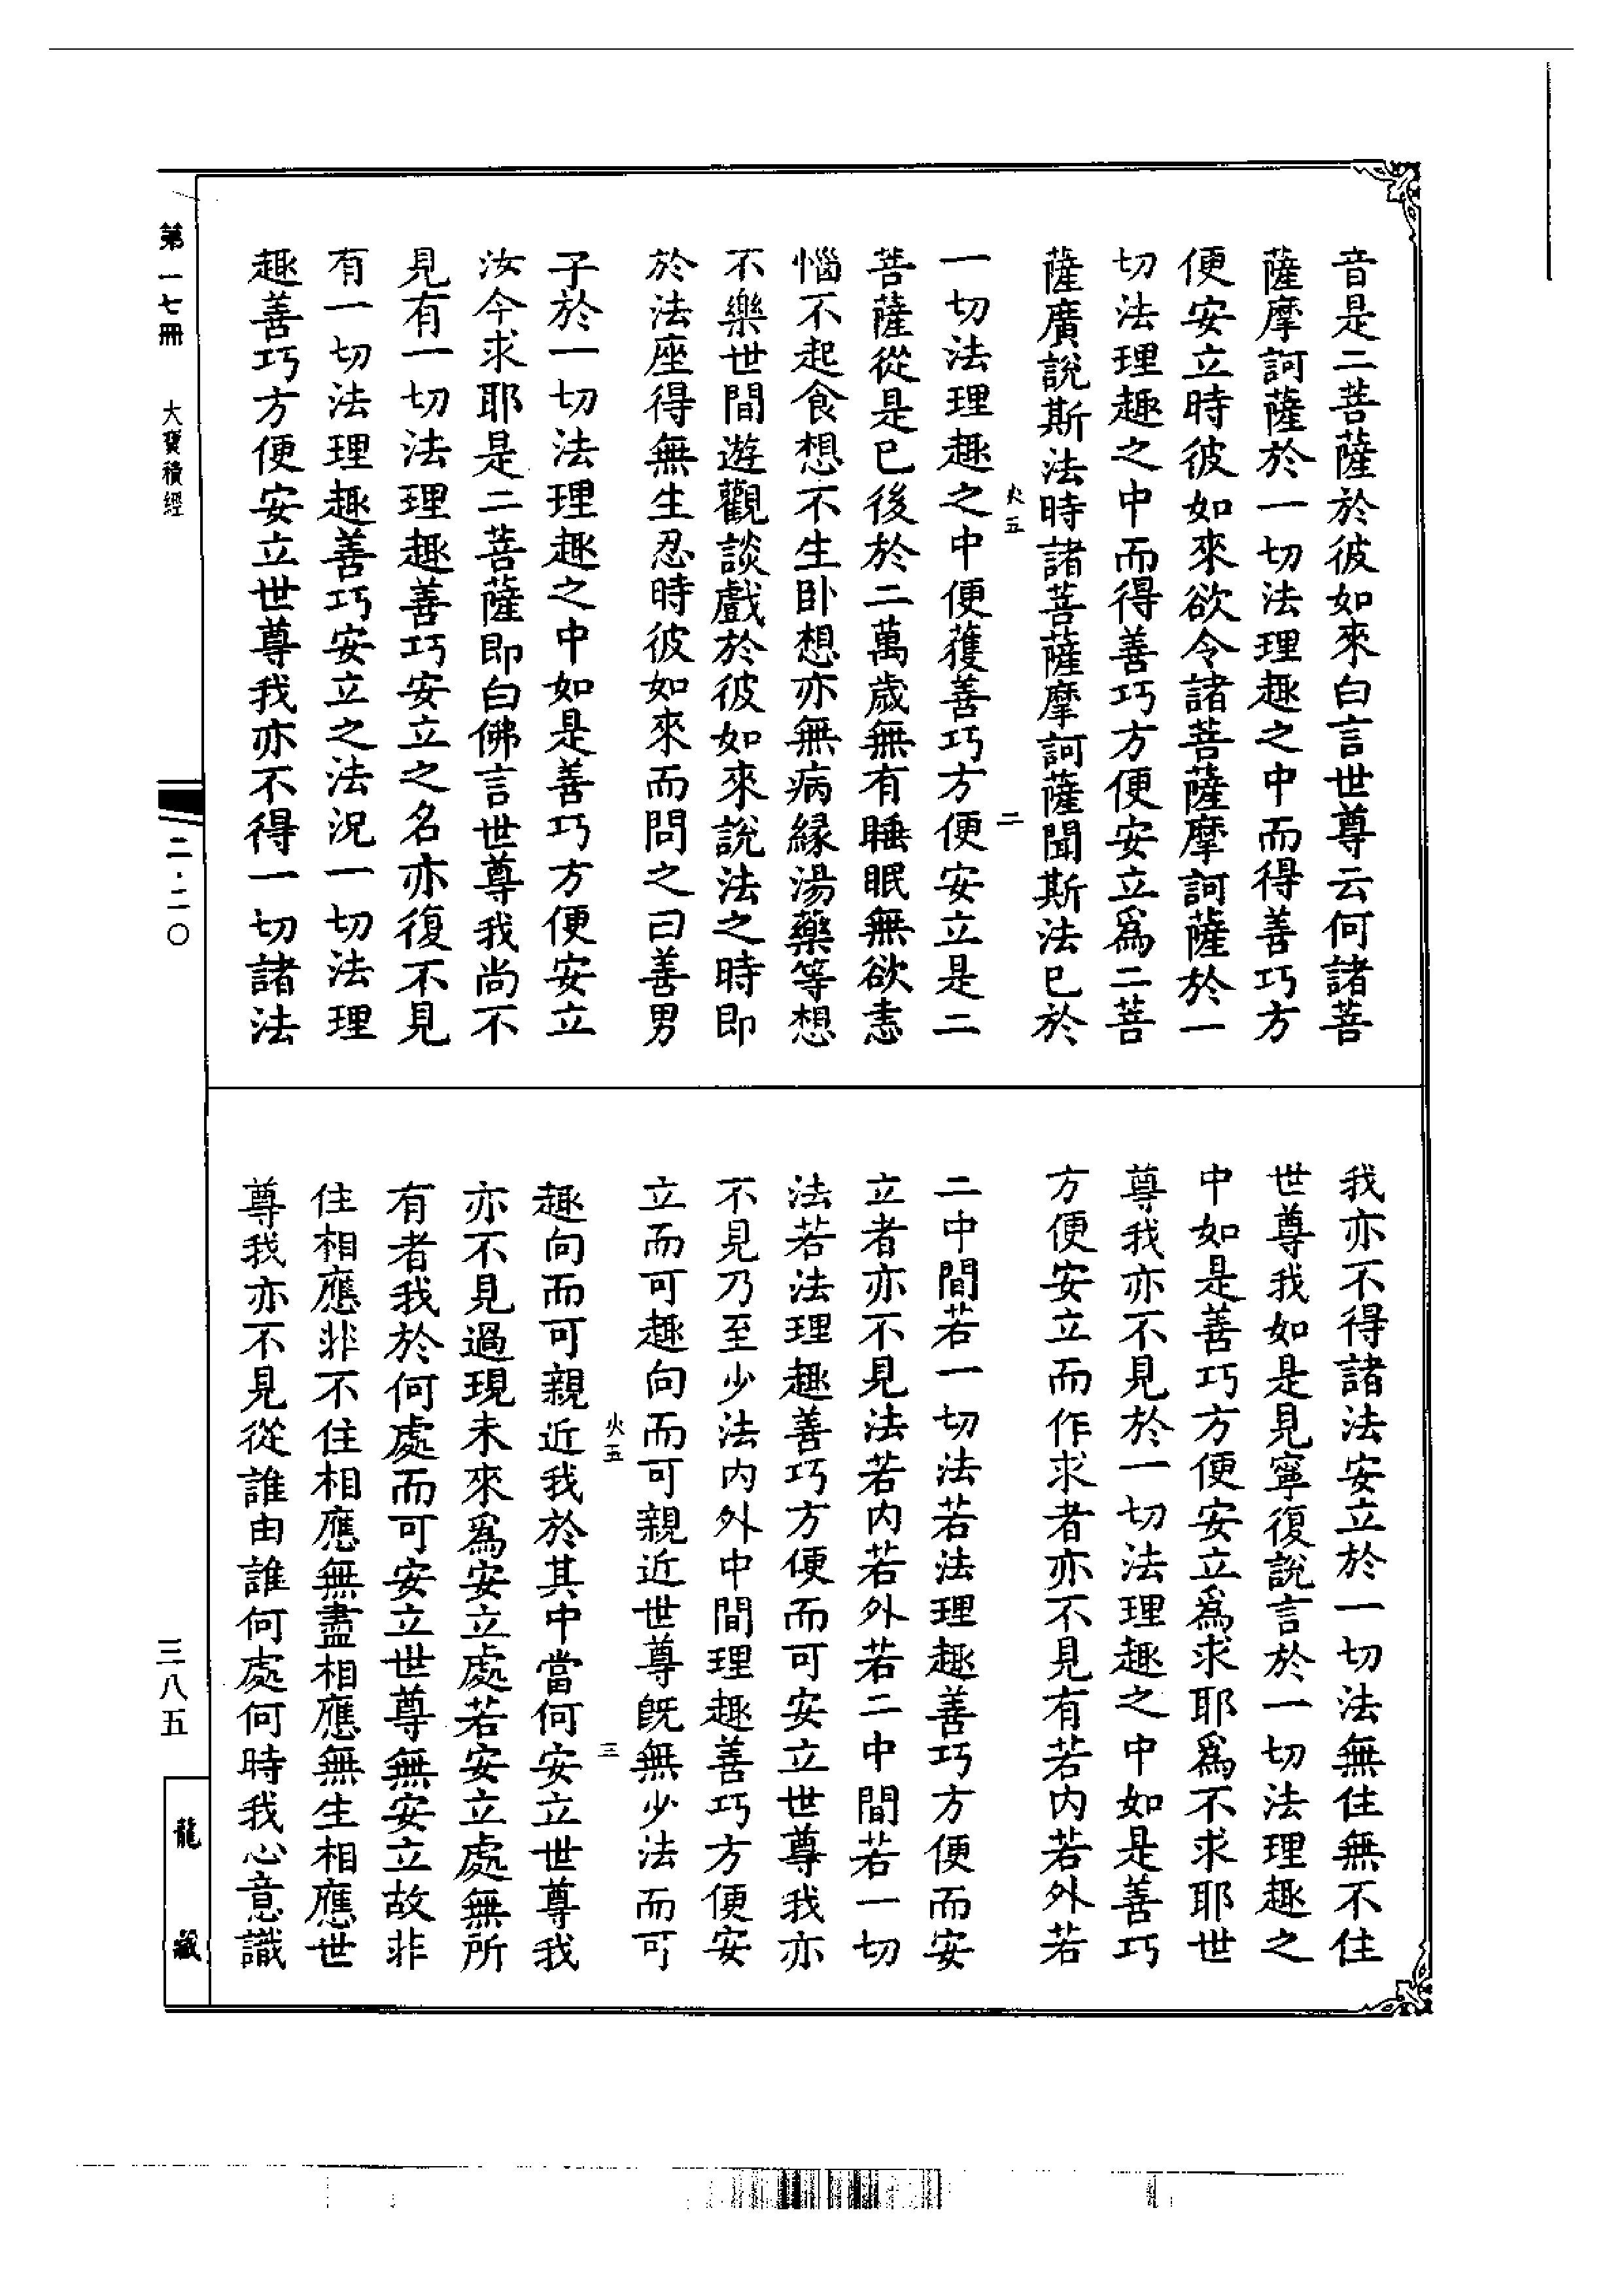 音是二菩薩於彼如來白言世尊云何諸菩
薩摩訶薩於一切法理趣之中而得善巧方
便安立時彼如來欲令諸菩薩摩訶薩於一
切法理趣之中而得善巧方便安立爲二菩
薩廣說斯法時諸菩薩摩訶薩聞斯法已於
火五 二
一切法理趣之中便獲善巧方便安立是二
菩薩從是已後於二萬歲無有睡眠無欲恚
惱不起食想不生臥想亦無病緣湯藥等想
不樂世間遊觀談戲於彼如來說法之時即
於法座得無生忍時彼如來而問之曰善男
子於一切法理趣之中如是善巧方便安立
汝今求耶是二菩薩即白佛言世尊我尚不
見有一切法理趣善巧安立之名亦復不見
有一切法理趣善巧安立之法況一切法理
趣善巧方便安立世尊我亦不得一切諸法
我亦不得諸法安立於一切法無住無不住
世尊我如是見寧復說言於一切法理趣之
中如是善巧方便安立爲求耶爲不求耶世
尊我亦不見於一切法理趣之中如是善巧
方便安立而作求者亦不見有若内若外若
二中間若一切法若法理趣善巧方便而安
立者亦不見法若内若外若二中間若一切
法若法理趣善巧方便而可安立世尊我亦
不見乃至少法内外中間理趣善巧方便安
立而可趣向而可親近世尊既無少法而可
火五 三
趣向而可親近我於其中當何安立世尊我
亦不見過現未來爲安立處若安立處無所
有者我於何處而可安立世尊無安立故非
住相應非不住相應無盡相應無生相應世
尊我亦不見從誰由誰何處何時我心意識
第一七冊 大寶積經 二·二〇 三八五
龍藏